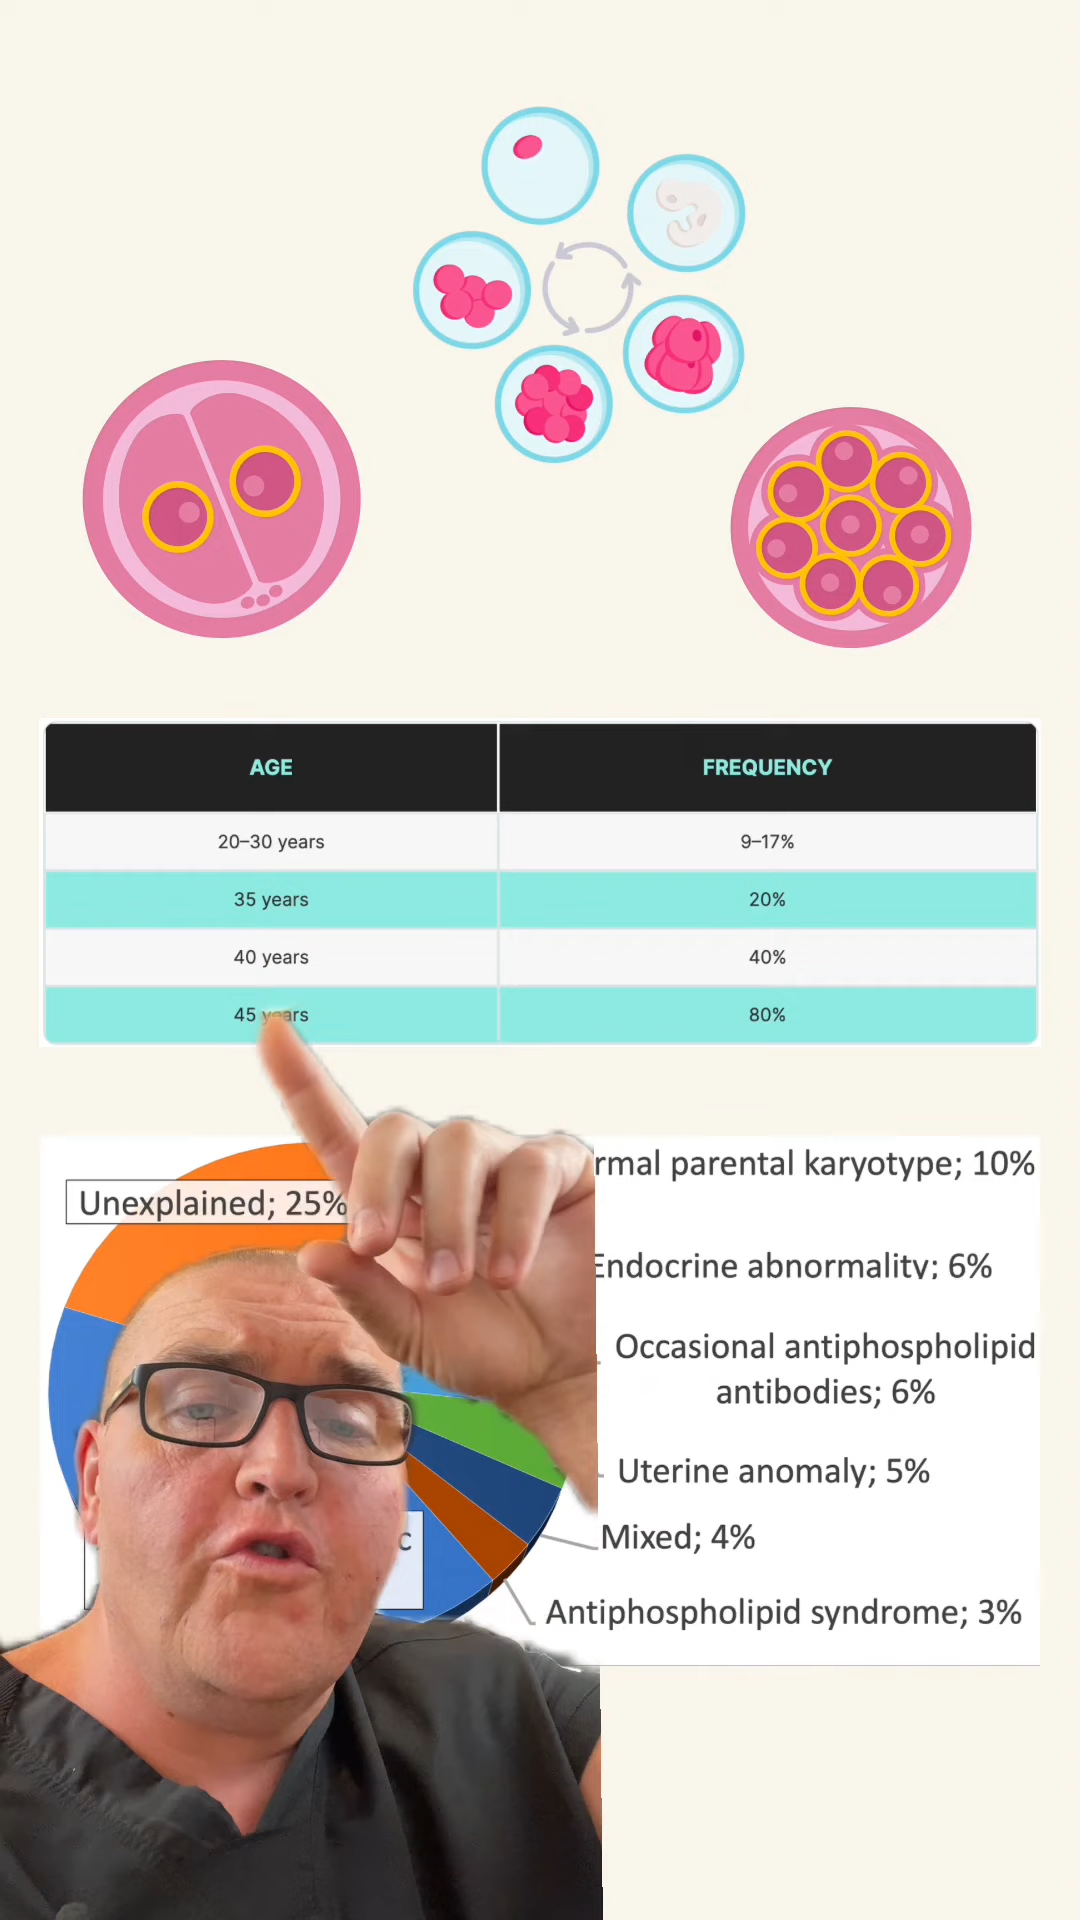 AGE FREQUENCY
20–30 years 9–17%
35 years 20%
40 years 40%
45 years 80%
Unexplained; 25%
rmal parental karyotype; 10%
Endocrine abnormality; 6%
Occasional antiphospholipid
antibodies; 6%
Uterine anomaly; 5%
Mixed; 4%
Antiphospholipid syndrome; 3%
c